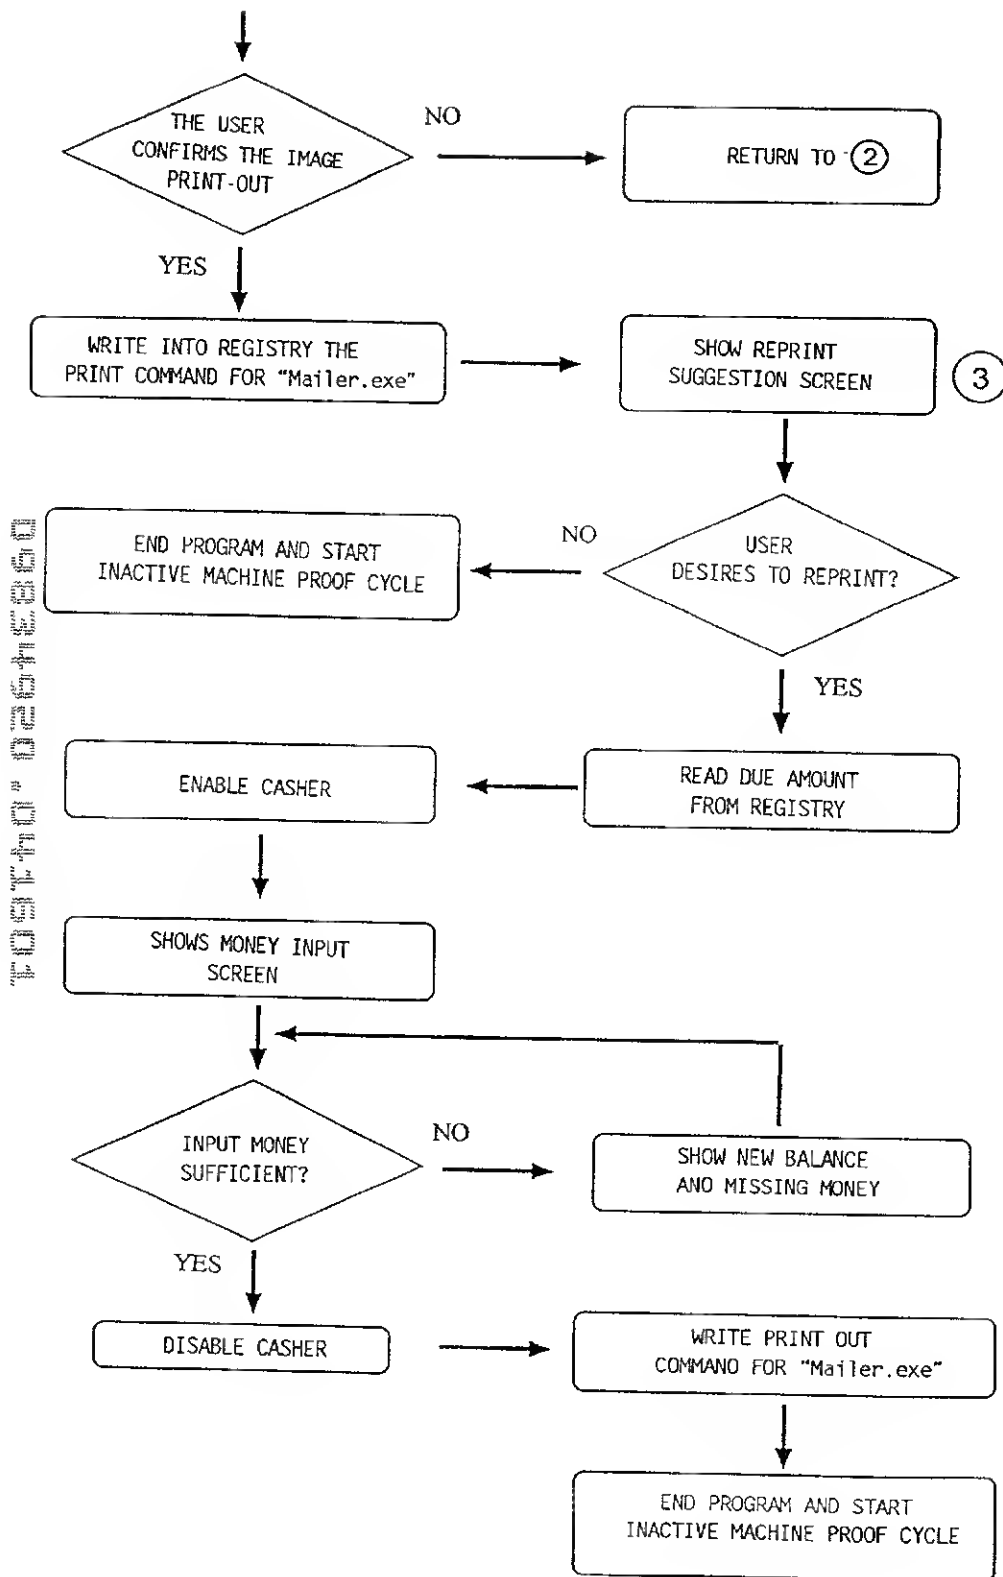 THE USER
CONFIRMS THE IMAGE
PRINT-OUT
NO
RETURN TO 2
YES
WRITE INTO REGISTRY THE
PRINT COMMAND FOR "Mailer.exe"
SHOW REPRINT
SUGGESTION SCREEN
3
USER
DESIRES TO REPRINT?
NO
END PROGRAM AND START
INACTIVE MACHINE PROOF CYCLE
YES
READ DUE AMOUNT
FROM REGISTRY
ENABLE CASHER
SHOWS MONEY INPUT
SCREEN
INPUT MONEY
SUFFICIENT?
NO
SHOW NEW BALANCE
AND MISSING MONEY
YES
DISABLE CASHER
WRITE PRINT OUT
COMMAND FOR "Mailer.exe"
END PROGRAM AND START
INACTIVE MACHINE PROOF CYCLE